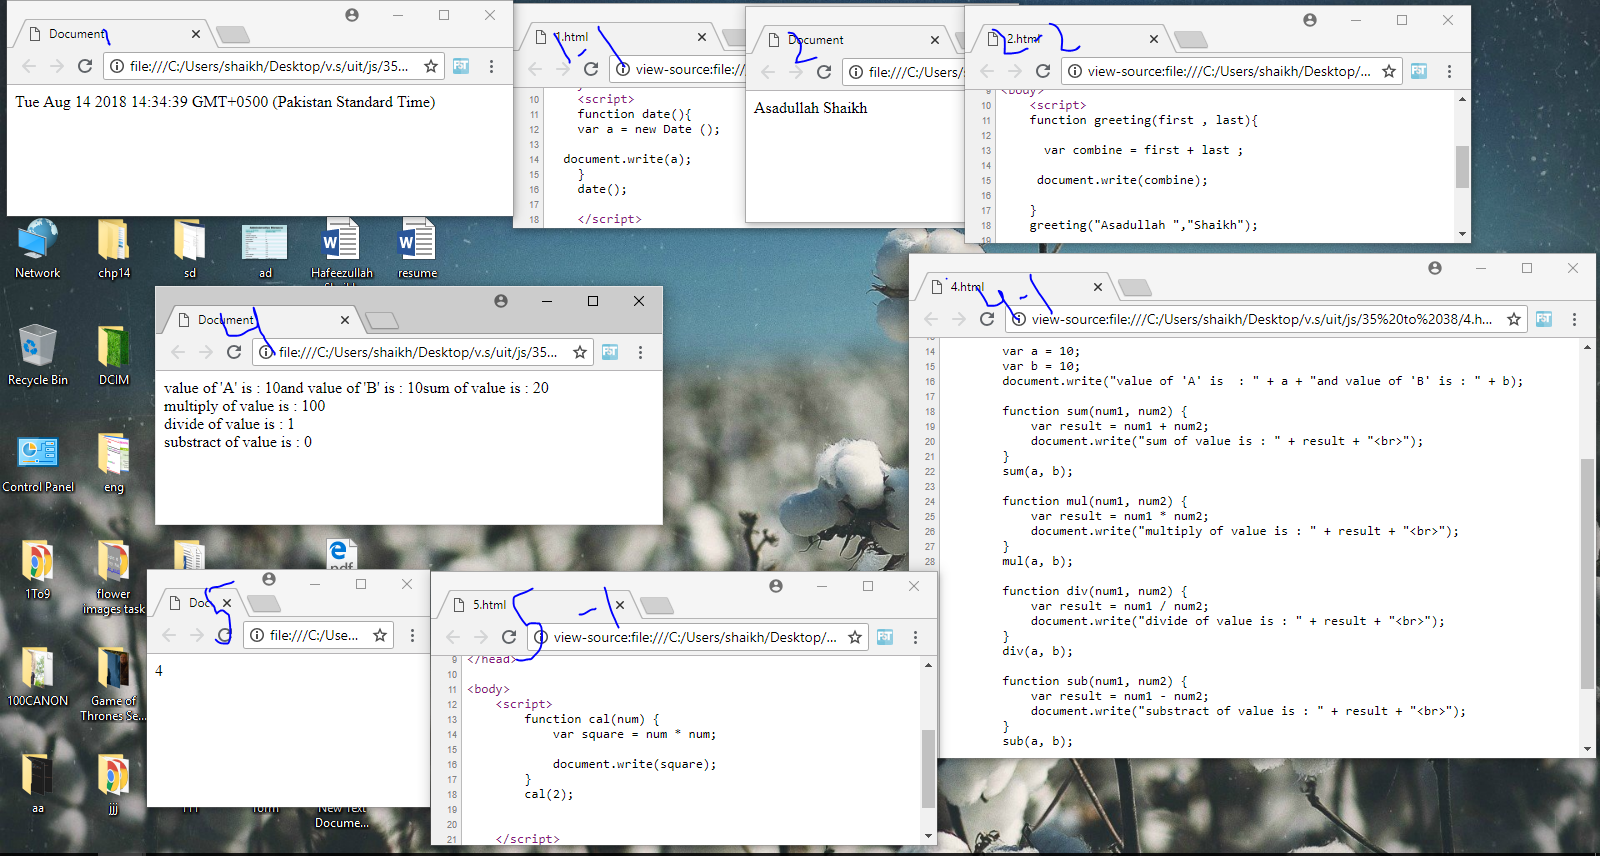 Document
1
file:///C:/Users/shaikh/Desktop/v.s/uit/js/35...
Tue Aug 14 2018 14:34:39 GMT+0500 (Pakistan Standard Time)
1.html
1-1
view-source:file:///
10 <script>
11 function date(){
12 var a = new Date ();
13
14 document.write(a);
15 }
16 date();
17
18 </script>
Document
2
file:///C:/Users/s
Asadullah Shaikh
2.html
2-2
view-source:file:///C:/Users/shaikh/Desktop/...
9 <body>
10 <script>
11 function greeting(first , last){
12
13 var combine = first + last ;
14
15 document.write(combine);
16
17 }
18 greeting("Asadullah ","Shaikh");
19
Network
chp14
sd
ad
Hafeezullah
resume
Recycle Bin
DCIM
Control Panel
eng
1To9
flower
images task
pdf
100CANON
Game of
Thrones Se...
aa
jjj
New Text
Docume...
Document
4
file:///C:/Users/shaikh/Desktop/v.s/uit/js/35...
value of 'A' is : 10and value of 'B' is : 10sum of value is : 20
multiply of value is : 100
divide of value is : 1
substract of value is : 0
4.html
4-1
view-source:file:///C:/Users/shaikh/Desktop/v.s/uit/js/35%20to%2038/4.h...
14 var a = 10;
15 var b = 10;
16 document.write("value of 'A' is  : " + a + "and value of 'B' is : " + b);
17
18 function sum(num1, num2) {
19 var result = num1 + num2;
20 document.write("sum of value is : " + result + "<br>");
21 }
22 sum(a, b);
23
24 function mul(num1, num2) {
25 var result = num1 * num2;
26 document.write("multiply of value is : " + result + "<br>");
27 }
28 mul(a, b);
29
30 function div(num1, num2) {
31 var result = num1 / num2;
32 document.write("divide of value is : " + result + "<br>");
33 }
34 div(a, b);
35
36 function sub(num1, num2) {
37 var result = num1 - num2;
38 document.write("substract of value is : " + result + "<br>");
39 }
40 sub(a, b);
Doc
5
file:///C:/Use...
4
5.html
5-1
view-source:file:///C:/Users/shaikh/Desktop/...
9 </head>
10
11 <body>
12 <script>
13 function cal(num) {
14 var square = num * num;
15
16 document.write(square);
17 }
18 cal(2);
19
20
21 </script>